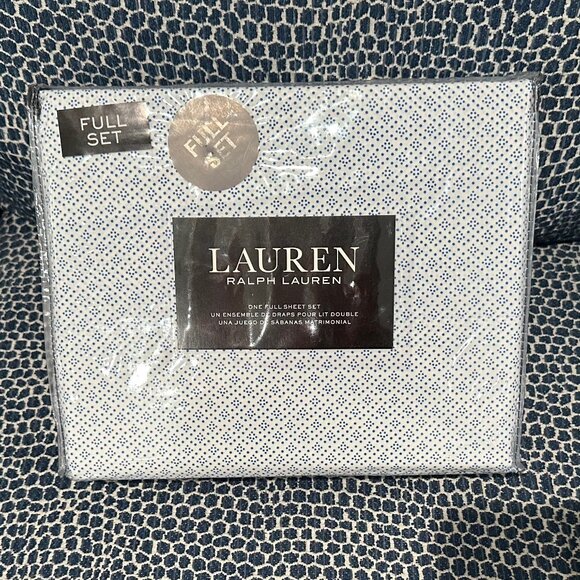 FULL
SET
FULL
SET
LAUREN
RALPH LAUREN
ONE FULL SHEET SET
UN ENSEMBLE DE DRAPS POUR LIT DOUBLE
UNA JUEGO DE SÁBANAS MATRIMONIAL